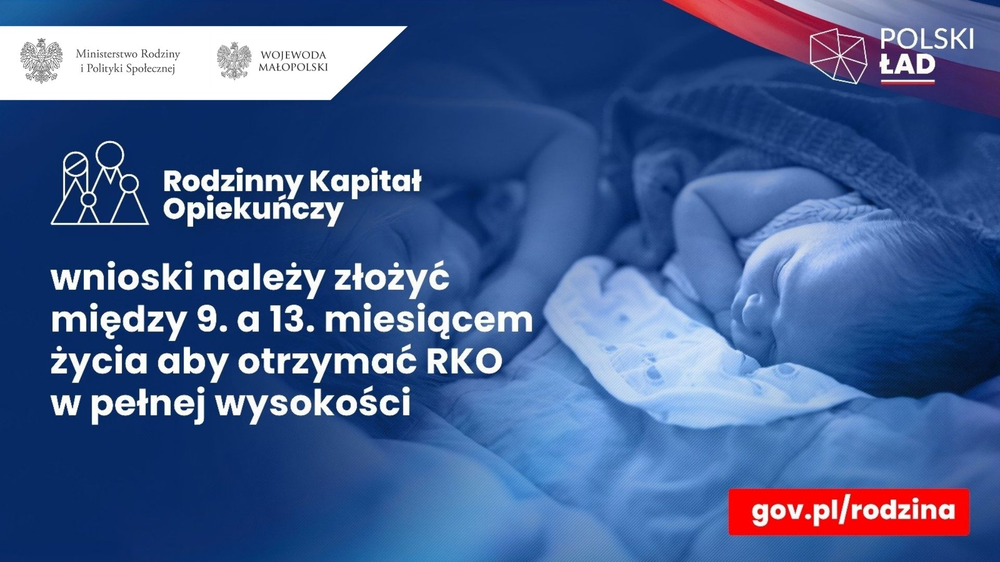 Ministerstwo Rodziny
i Polityki Społecznej
WOJEWODA
MAŁOPOLSKI
POLSKI
ŁAD
Rodzinny Kapitał
Opiekuńczy
wnioski należy złożyć
między 9. a 13. miesiącem
życia aby otrzymać RKO
w pełnej wysokości
gov.pl/rodzina